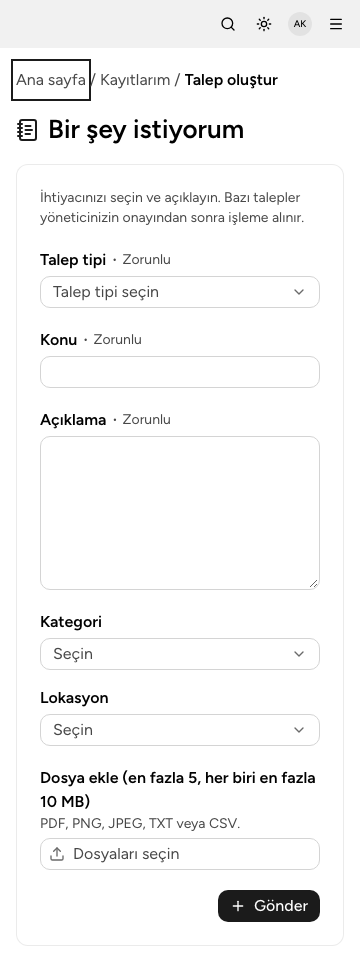 AK
Ana sayfa / Kayıtlarım / Talep oluştur
Bir şey istiyorum
İhtiyacınızı seçin ve açıklayın. Bazı talepler
yöneticinizin onayından sonra işleme alınır.
Talep tipi · Zorunlu
Talep tipi seçin
Konu · Zorunlu
Açıklama · Zorunlu
Kategori
Seçin
Lokasyon
Seçin
Dosya ekle (en fazla 5, her biri en fazla
10 MB)
PDF, PNG, JPEG, TXT veya CSV.
Dosyaları seçin
Gönder